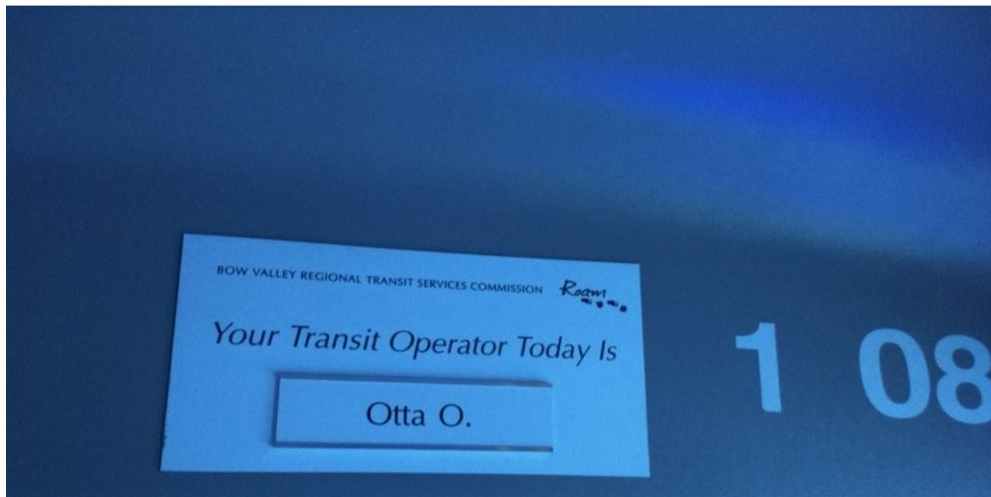 BOW VALLEY REGIONAL TRANSIT SERVICES COMMISSION Roam
Your Transit Operator Today Is
Otta O.
1 08